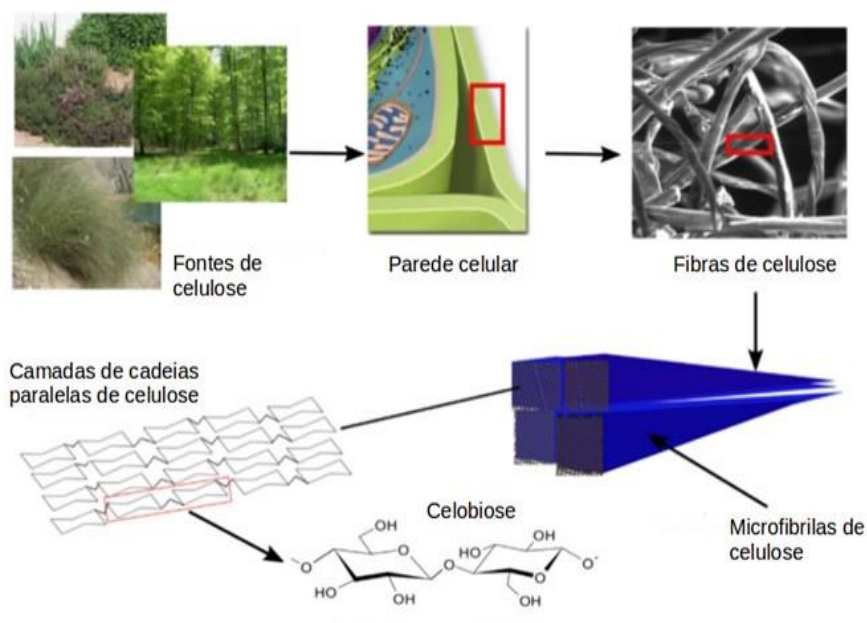 Fontes de
celulose
Parede celular
Fibras de celulose
Camadas de cadeias
paralelas de celulose
Celobiose
Microfibrilas de
celulose
OH
O
O
HO
OH
O
HO
OH
OH
O
O
OH